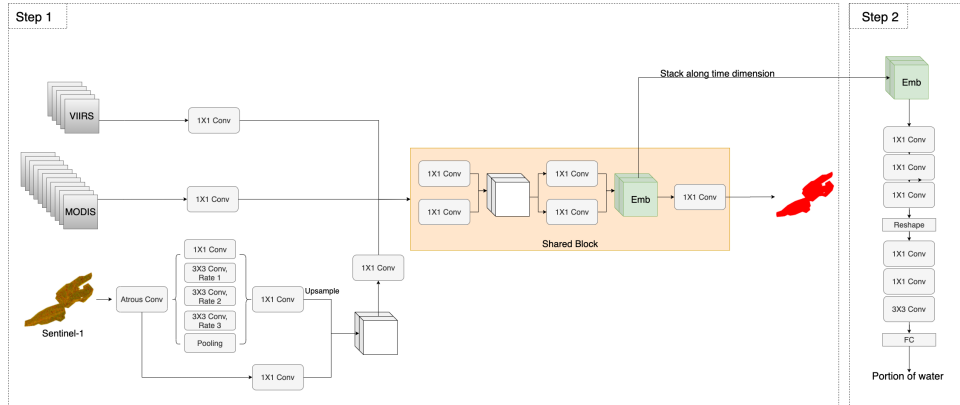 Step 1
Step 2
Stack along time dimension
Emb
VIIRS
1X1 Conv
1X1 Conv
1X1 Conv
1X1 Conv
MODIS
1X1 Conv
1X1 Conv
1X1 Conv
1X1 Conv
1X1 Conv
Emb
1X1 Conv
Shared Block
Reshape
1X1 Conv
1X1 Conv
3X3 Conv
FC
Portion of water
1X1 Conv
1X1 Conv
3X3 Conv,
Rate 1
3X3 Conv,
Rate 2
3X3 Conv,
Rate 3
Pooling
Atrous Conv
1X1 Conv
Upsample
Sentinel-1
1X1 Conv